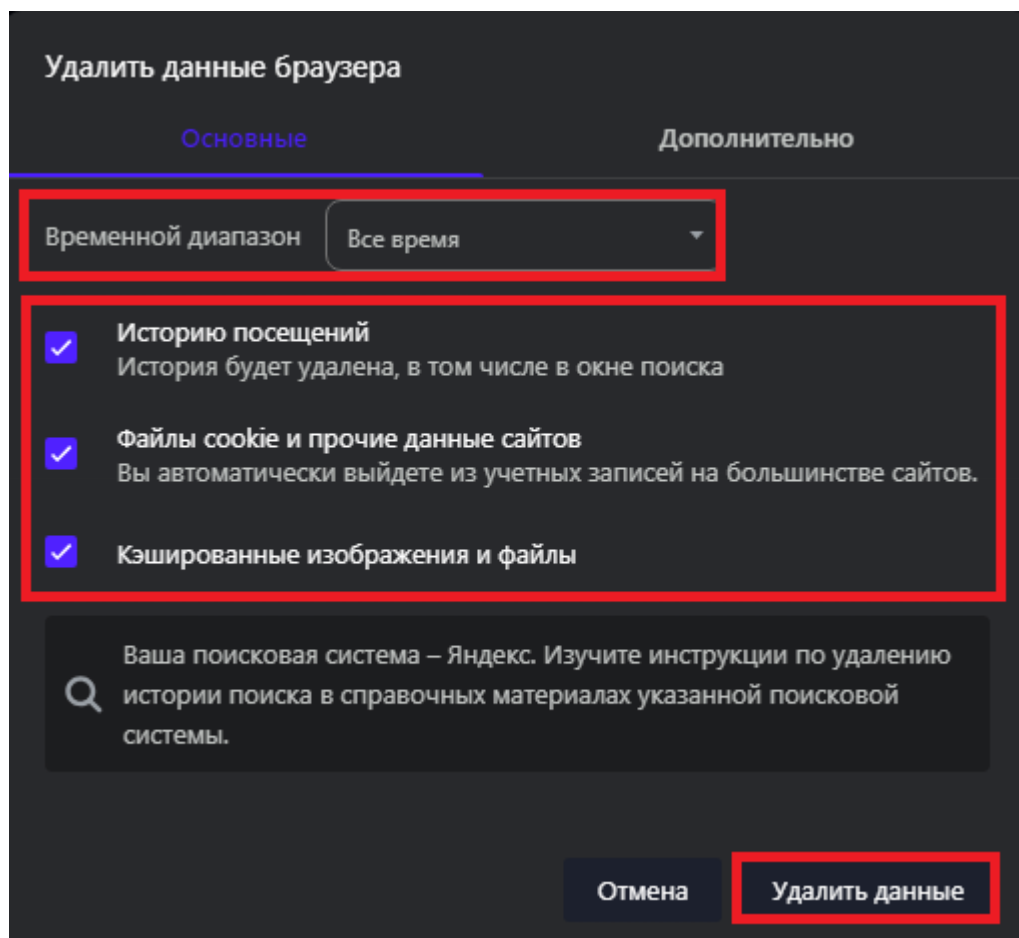 Удалить данные браузера
Основные
Дополнительно
Временной диапазон
Все время
Историю посещений
История будет удалена, в том числе в окне поиска
Файлы cookie и прочие данные сайтов
Вы автоматически выйдете из учетных записей на большинстве сайтов.
Кэшированные изображения и файлы
Ваша поисковая система – Яндекс. Изучите инструкции по удалению
истории поиска в справочных материалах указанной поисковой
системы.
Отмена
Удалить данные